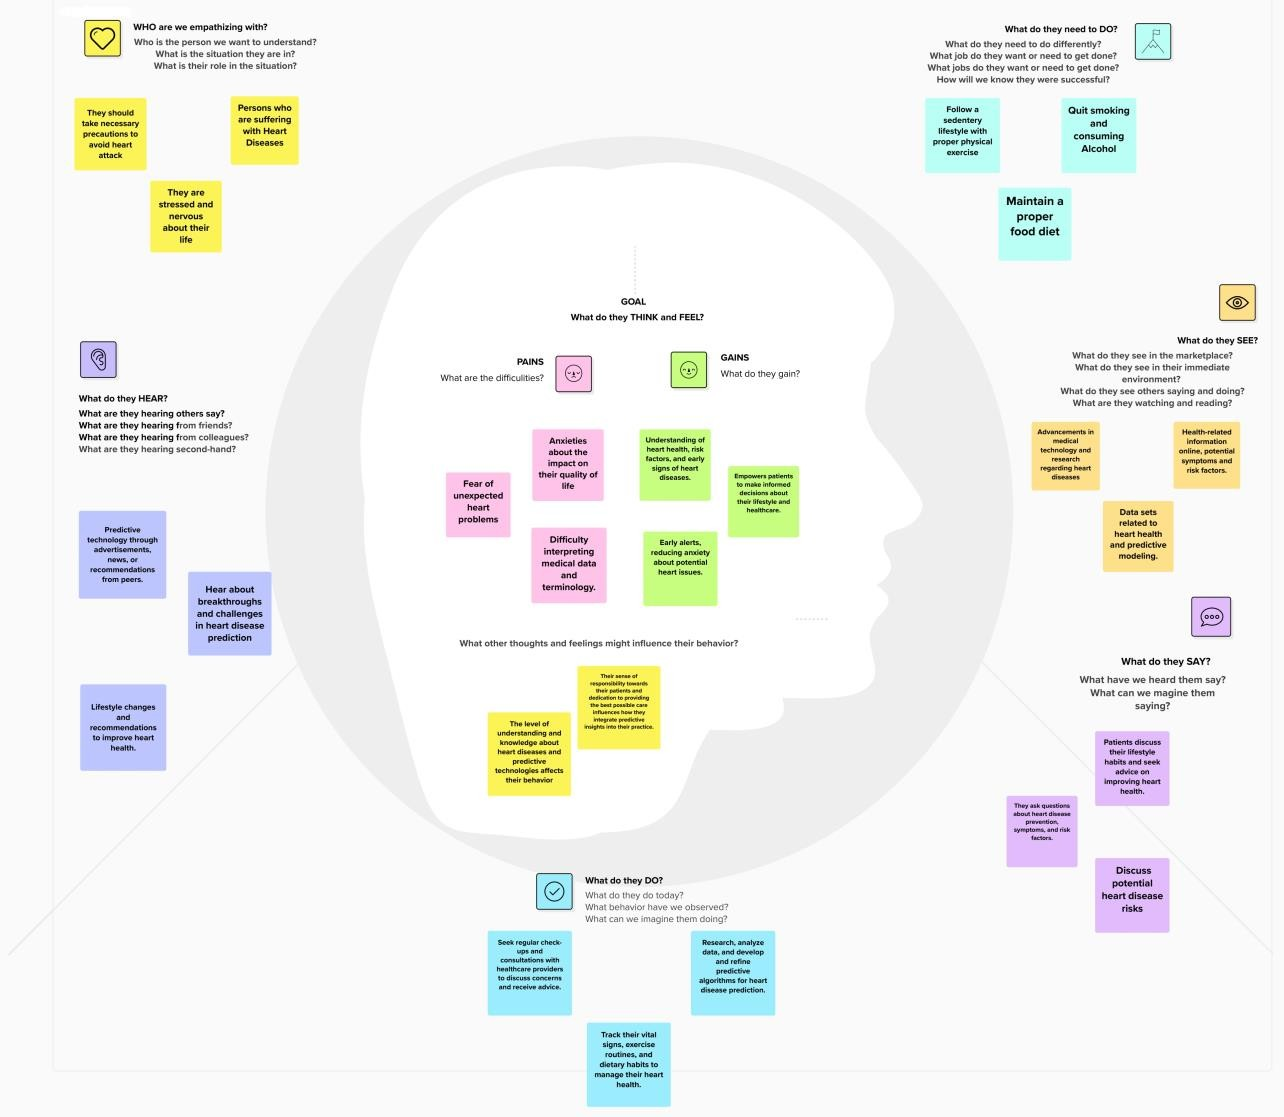 WHO are we empathizing with?
Who is the person we want to understand?
What is the situation they are in?
What is their role in the situation?
They should
take necessary
precautions to
avoid heart
attack
Persons who
are suffering
with Heart
Diseases
They are
stressed and
nervous
about their
life
What do they need to DO?
What do they need to do differently?
What job do they want or need to get done?
What jobs do they want or need to get done?
How will we know they were successful?
Follow a
sedentery
lifestyle with
proper physical
exercise
Quit smoking
and
consuming
Alcohol
Maintain a
proper
food diet
GOAL
What do they THINK and FEEL?
PAINS
What are the difficulities?
GAINS
What do they gain?
Anxieties
about the
impact on
their quality of
life
Fear of
unexpected
heart
problems
Difficulty
interpreting
medical data
and
terminology.
Understanding of
heart health, risk
factors, and early
signs of heart
diseases.
Empowers patients
to make informed
decisions about
their lifestyle and
healthcare.
Early alerts,
reducing anxiety
about potential
heart issues.
What do they SEE?
What do they see in the marketplace?
What do they see in their immediate
environment?
What do they see others saying and doing?
What are they watching and reading?
Advancements in
medical
technology and
research
regarding heart
diseases
Health-related
information
online, potential
symptoms and
risk factors.
Data sets
related to
heart health
and predictive
modeling.
What do they HEAR?
What are they hearing others say?
What are they hearing from friends?
What are they hearing from colleagues?
What are they hearing second-hand?
Predictive
technology through
advertisements,
news, or
recommendations
from peers.
Hear about
breakthroughs
and challenges
in heart disease
prediction
Lifestyle changes
and
recommendations
to improve heart
health.
What other thoughts and feelings might influence their behavior?
Their sense of
responsibility towards
their patients and
dedication to providing
the best possible care
influences how they
integrate predictive
insights into their practice.
The level of
understanding and
knowledge about
heart diseases and
predictive
technologies affects
their behavior
What do they SAY?
What have we heard them say?
What can we magine them
saying?
Patients discuss
their lifestyle
habits and seek
advice on
improving heart
health.
They ask questions
about heart disease
prevention,
symptoms, and risk
factors.
Discuss
potential
heart disease
risks
What do they DO?
What do they do today?
What behavior have we observed?
What can we imagine them doing?
Seek regular check-
ups and
consultations with
healthcare providers
to discuss concerns
and receive advice.
Research, analyze
data, and develop
and refine
predictive
algorithms for heart
disease prediction.
Track their vital
signs, exercise
routines, and
dietary habits to
manage their heart
health.